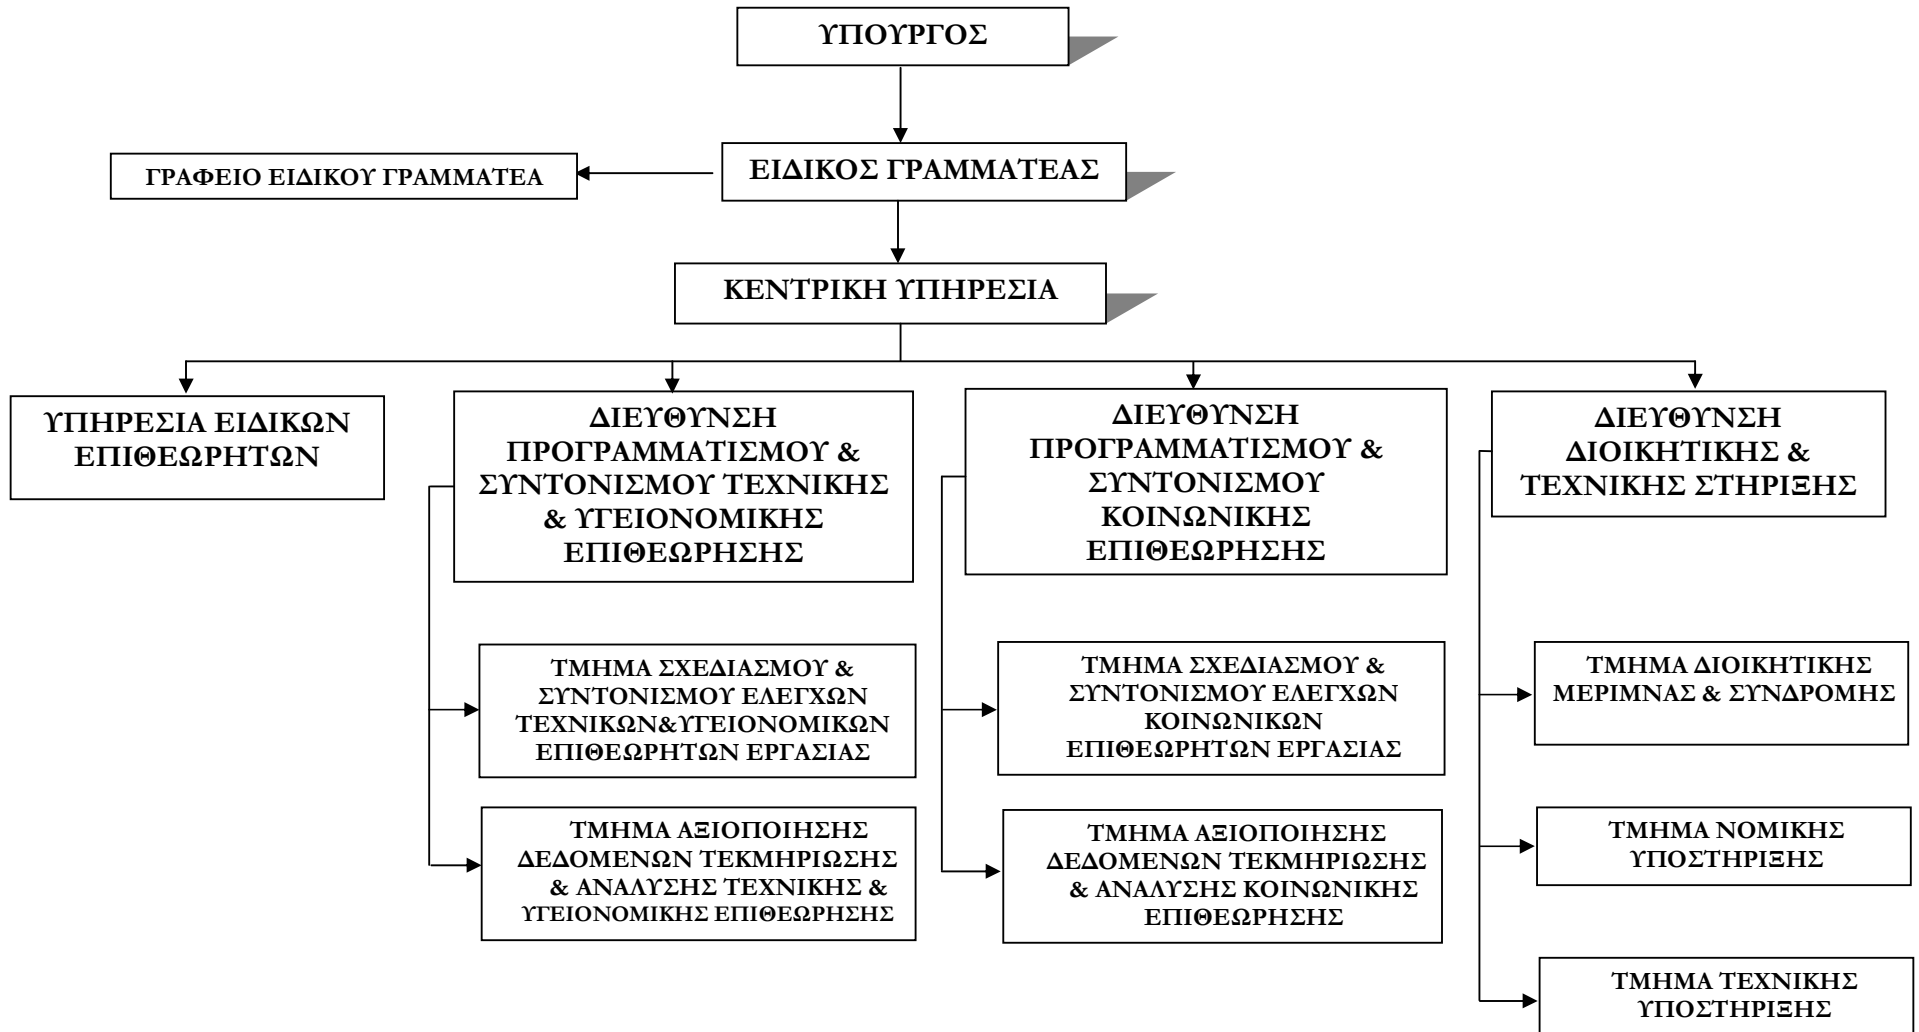 ΥΠΟΥΡΓΟΣ
ΓΡΑΦΕΙΟ ΕΙΔΙΚΟΥ ΓΡΑΜΜΑΤΕΑ
ΕΙΔΙΚΟΣ ΓΡΑΜΜΑΤΕΑΣ
ΚΕΝΤΡΙΚΗ ΥΠΗΡΕΣΙΑ
ΥΠΗΡΕΣΙΑ ΕΙΔΙΚΩΝ
ΕΠΙΘΕΩΡΗΤΩΝ
ΔΙΕΥΘΥΝΣΗ
ΠΡΟΓΡΑΜΜΑΤΙΣΜΟΥ &
ΣΥΝΤΟΝΙΣΜΟΥ ΤΕΧΝΙΚΗΣ
& ΥΓΕΙΟΝΟΜΙΚΗΣ
ΕΠΙΘΕΩΡΗΣΗΣ
ΔΙΕΥΘΥΝΣΗ
ΠΡΟΓΡΑΜΜΑΤΙΣΜΟΥ &
ΣΥΝΤΟΝΙΣΜΟΥ
ΚΟΙΝΩΝΙΚΗΣ
ΕΠΙΘΕΩΡΗΣΗΣ
ΔΙΕΥΘΥΝΣΗ
ΔΙΟΙΚΗΤΙΚΗΣ &
ΤΕΧΝΙΚΗΣ ΣΤΗΡΙΞΗΣ
ΤΜΗΜΑ ΣΧΕΔΙΑΣΜΟΥ &
ΣΥΝΤΟΝΙΣΜΟΥ ΕΛΕΓΧΩΝ
ΤΕΧΝΙΚΩΝ&ΥΓΕΙΟΝΟΜΙΚΩΝ
ΕΠΙΘΕΩΡΗΤΩΝ ΕΡΓΑΣΙΑΣ
ΤΜΗΜΑ ΣΧΕΔΙΑΣΜΟΥ &
ΣΥΝΤΟΝΙΣΜΟΥ ΕΛΕΓΧΩΝ
ΚΟΙΝΩΝΙΚΩΝ
ΕΠΙΘΕΩΡΗΤΩΝ ΕΡΓΑΣΙΑΣ
ΤΜΗΜΑ ΔΙΟΙΚΗΤΙΚΗΣ
ΜΕΡΙΜΝΑΣ & ΣΥΝΔΡΟΜΗΣ
ΤΜΗΜΑ ΑΞΙΟΠΟΙΗΣΗΣ
ΔΕΔΟΜΕΝΩΝ ΤΕΚΜΗΡΙΩΣΗΣ
& ΑΝΑΛΥΣΗΣ ΤΕΧΝΙΚΗΣ &
ΥΓΕΙΟΝΟΜΙΚΗΣ ΕΠΙΘΕΩΡΗΣΗΣ
ΤΜΗΜΑ ΑΞΙΟΠΟΙΗΣΗΣ
ΔΕΔΟΜΕΝΩΝ ΤΕΚΜΗΡΙΩΣΗΣ
& ΑΝΑΛΥΣΗΣ ΚΟΙΝΩΝΙΚΗΣ
ΕΠΙΘΕΩΡΗΣΗΣ
ΤΜΗΜΑ ΝΟΜΙΚΗΣ
ΥΠΟΣΤΗΡΙΞΗΣ
ΤΜΗΜΑ ΤΕΧΝΙΚΗΣ
ΥΠΟΣΤΗΡΙΞΗΣ